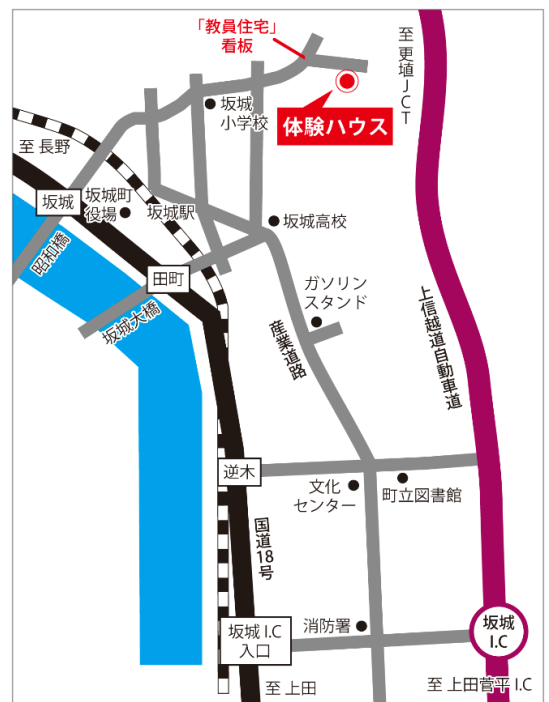 「教員住宅」
看板
至 更埴JCT
坂城
小学校
体験ハウス
至 長野
坂城
坂城町
役場
坂城駅
坂城高校
昭和橋
田町
坂城大橋
ガソリン
スタンド
産業道路
上信越道自動車道
逆木
文化
センター
町立図書館
国道18号
坂城 I.C
入口
消防署
坂城
I.C
至 上田
至 上田菅平 I.C